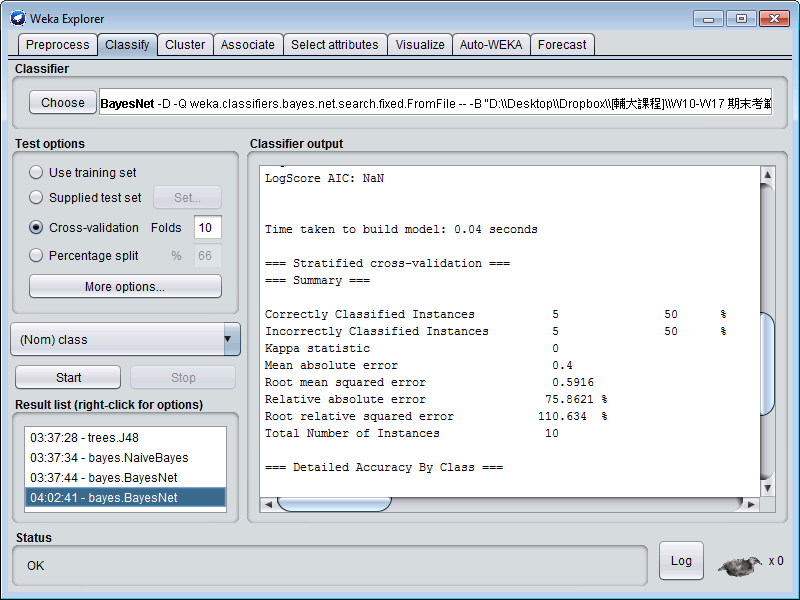 Weka Explorer
Preprocess Classify Cluster Associate Select attributes Visualize Auto-WEKA Forecast
Classifier
Choose BayesNet -D -Q weka.classifiers.bayes.net.search.fixed.FromFile -- -B "D:\\Desktop\\Dropbox\\[輔大課程]\\W10-W17 期末考範
Test options
Use training set
Supplied test set Set...
Cross-validation Folds 10
Percentage split % 66
More options...
(Nom) class
Start Stop
Result list (right-click for options)
03:37:28 - trees.J48
03:37:34 - bayes.NaiveBayes
03:37:44 - bayes.BayesNet
04:02:41 - bayes.BayesNet
Classifier output
LogScore AIC: NaN
Time taken to build model: 0.04 seconds
=== Stratified cross-validation ===
=== Summary ===
Correctly Classified Instances 5 50 %
Incorrectly Classified Instances 5 50 %
Kappa statistic 0
Mean absolute error 0.4
Root mean squared error 0.5916
Relative absolute error 75.8621 %
Root relative squared error 110.634 %
Total Number of Instances 10
=== Detailed Accuracy By Class ===
Status
OK
Log
x 0